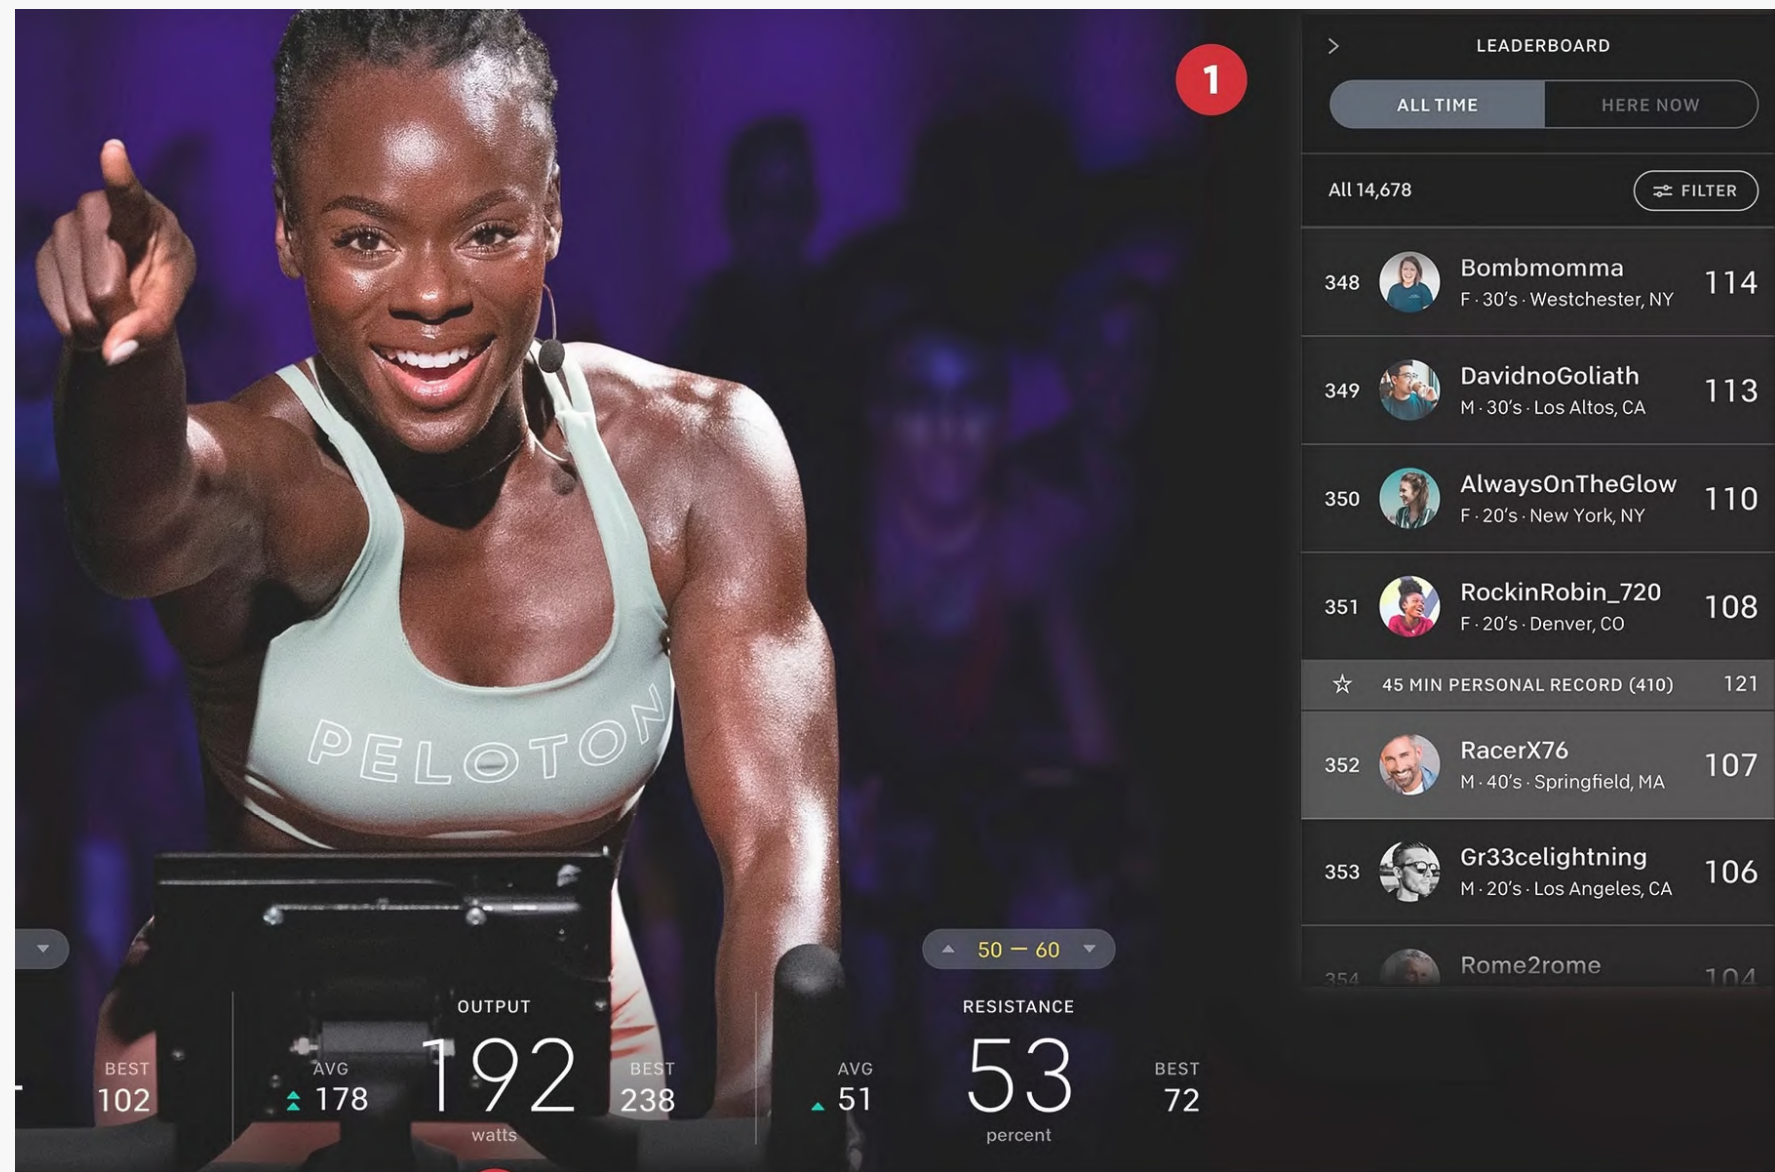 1
LEADERBOARD
ALL TIME
HERE NOW
All 14,678
FILTER
348
Bombmomma
F · 30's · Westchester, NY
114
349
DavidnoGoliath
M · 30's · Los Altos, CA
113
350
AlwaysOnTheGlow
F · 20's · New York, NY
110
351
RockinRobin_720
F · 20's · Denver, CO
108
45 MIN PERSONAL RECORD (410)
121
352
RacerX76
M · 40's · Springfield, MA
107
353
Gr33celightning
M · 20's · Los Angeles, CA
106
354
Rome2rome
104
PELOTON
BEST
102
OUTPUT
AVG
178
192
BEST
238
watts
50 — 60
RESISTANCE
AVG
51
53
BEST
72
percent